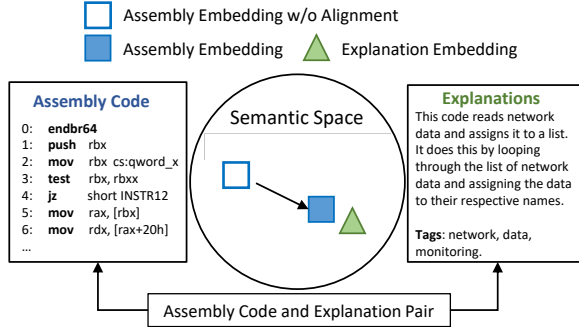 Assembly Embedding w/o Alignment
Assembly Embedding
Explanation Embedding
Assembly Code
0: endbr64
1: push rbx
2: mov rbx cs:qword_x
3: test rbx, rbxx
4: jz short INSTR12
5: mov rax, [rbx]
6: mov rdx, [rax+20h]
...
Semantic Space
Explanations
This code reads network
data and assigns it to a list.
It does this by looping
through the list of network
data and assigning the data
to their respective names.
Tags: network, data,
monitoring.
Assembly Code and Explanation Pair